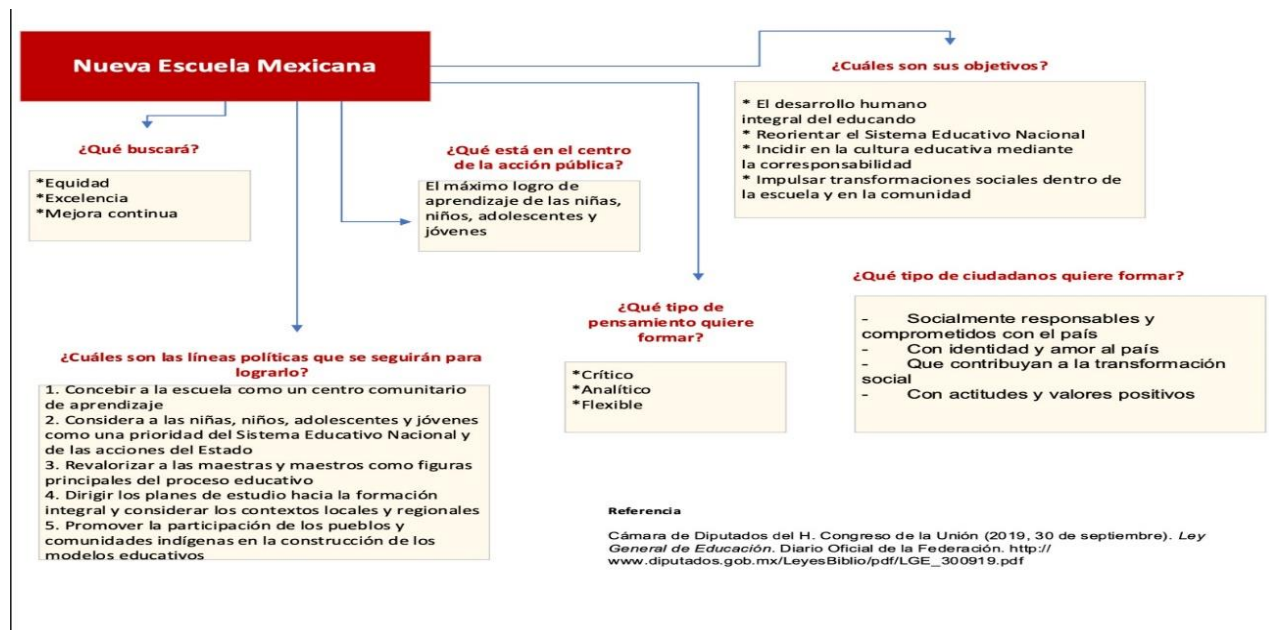 Nueva Escuela Mexicana
¿Qué buscará?
*Equidad
*Excelencia
*Mejora continua
¿Qué está en el centro
de la acción pública?
El máximo logro de
aprendizaje de las niñas,
niños, adolescentes y
jóvenes
¿Cuáles son sus objetivos?
* El desarrollo humano
integral del educando
* Reorientar el Sistema Educativo Nacional
* Incidir en la cultura educativa mediante
la corresponsabilidad
* Impulsar transformaciones sociales dentro de
la escuela y en la comunidad
¿Cuáles son las líneas políticas que se seguirán para
lograrlo?
1. Concebir a la escuela como un centro comunitario
de aprendizaje
2. Considera a las niñas, niños, adolescentes y jóvenes
como una prioridad del Sistema Educativo Nacional y
de las acciones del Estado
3. Revalorizar a las maestras y maestros como figuras
principales del proceso educativo
4. Dirigir los planes de estudio hacia la formación
integral y considerar los contextos locales y regionales
5. Promover la participación de los pueblos y
comunidades indígenas en la construcción de los
modelos educativos
¿Qué tipo de
pensamiento quiere
formar?
*Crítico
*Analítico
*Flexible
¿Qué tipo de ciudadanos quiere formar?
- Socialmente responsables y
comprometidos con el país
- Con identidad y amor al país
- Que contribuyan a la transformación
social
- Con actitudes y valores positivos
Referencia
Cámara de Diputados del H. Congreso de la Unión (2019, 30 de septiembre). Ley
General de Educación. Diario Oficial de la Federación. http://
www.diputados.gob.mx/LeyesBiblio/pdf/LGE_300919.pdf